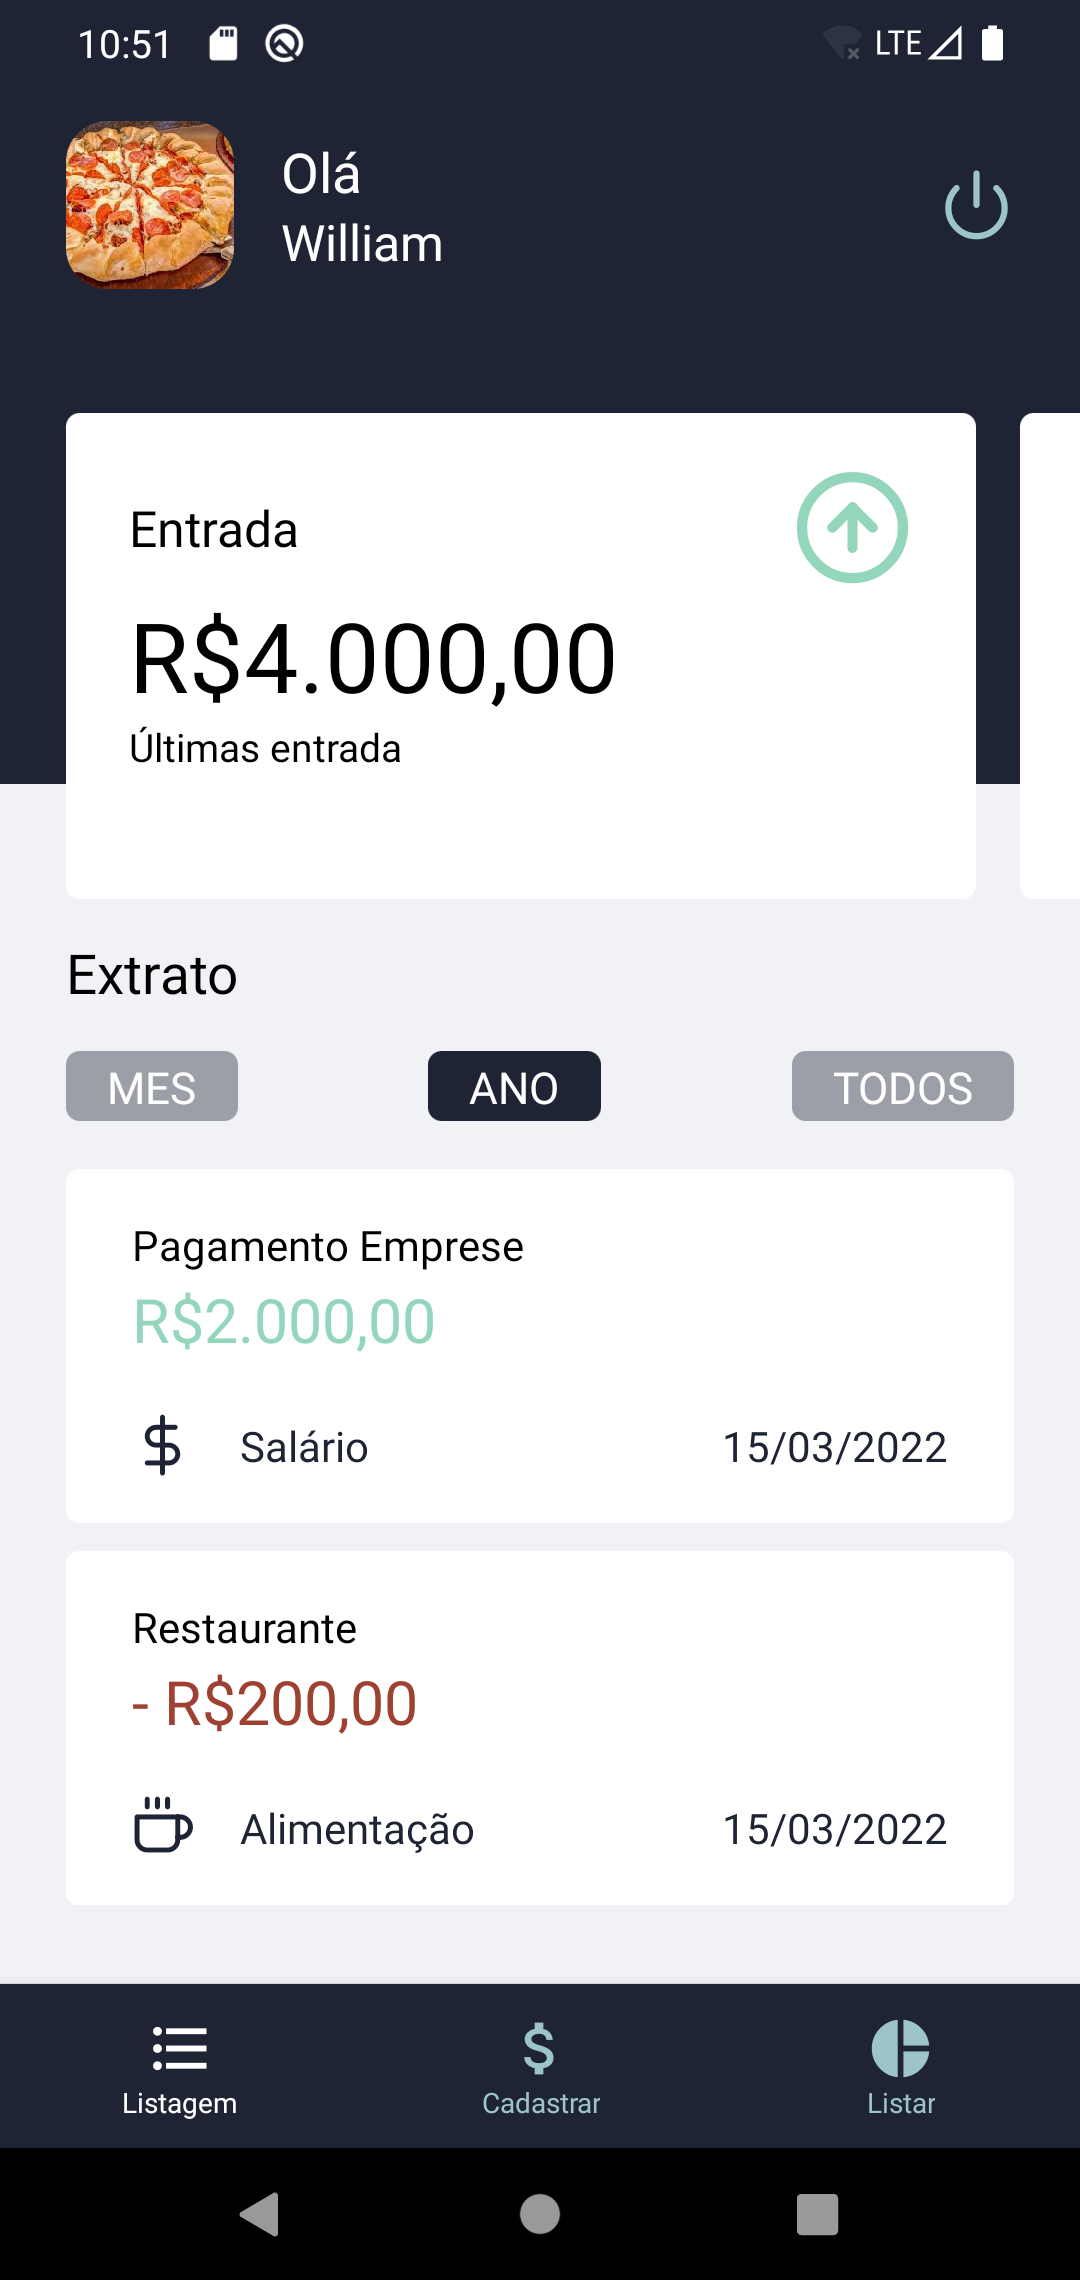 10:51
LTE
Olá
William
Entrada
R$4.000,00
Últimas entrada
Extrato
MES
ANO
TODOS
Pagamento Emprese
R$2.000,00
Salário
15/03/2022
Restaurante
- R$200,00
Alimentação
15/03/2022
Listagem
Cadastrar
Listar